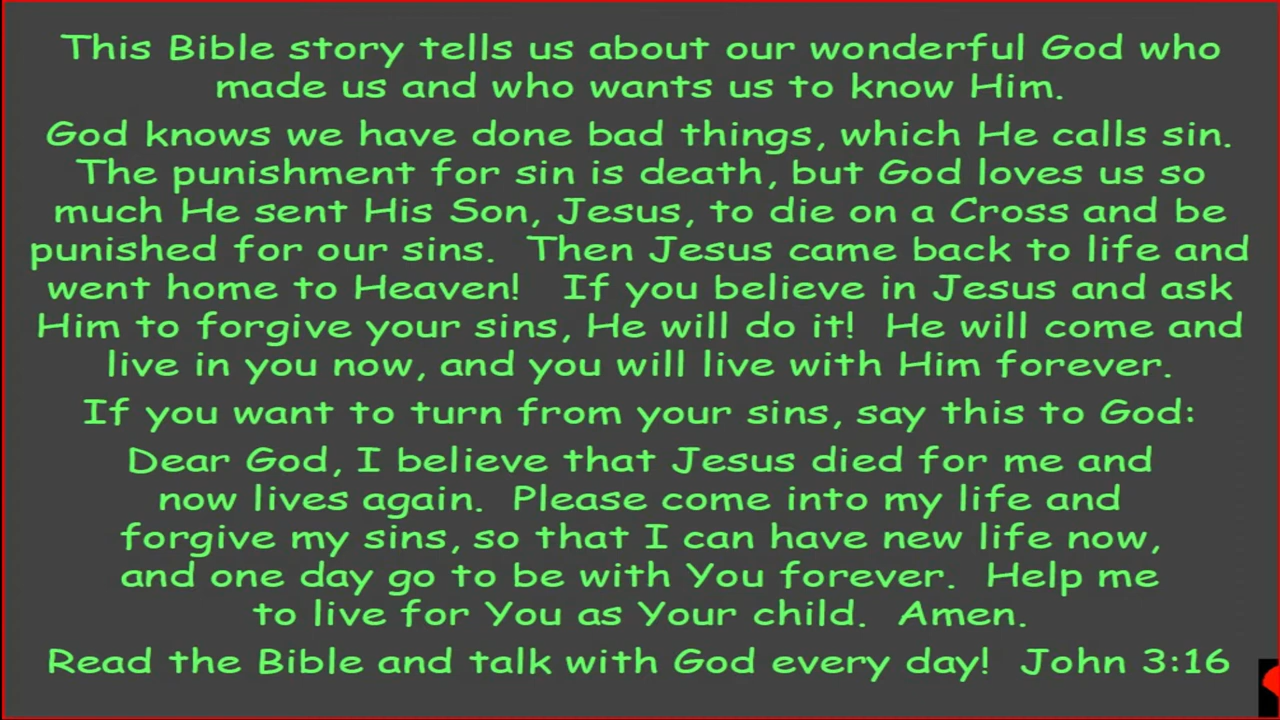 This Bible story tells us about our wonderful God who
made us and who wants us to know Him.
God knows we have done bad things, which He calls sin.
The punishment for sin is death, but God loves us so
much He sent His Son, Jesus, to die on a Cross and be
punished for our sins. Then Jesus came back to life and
went home to Heaven! If you believe in Jesus and ask
Him to forgive your sins, He will do it! He will come and
live in you now, and you will live with Him forever.
If you want to turn from your sins, say this to God:
Dear God, I believe that Jesus died for me and
now lives again. Please come into my life and
forgive my sins, so that I can have new life now,
and one day go to be with You forever. Help me
to live for You as Your child. Amen.
Read the Bible and talk with God every day! John 3:16